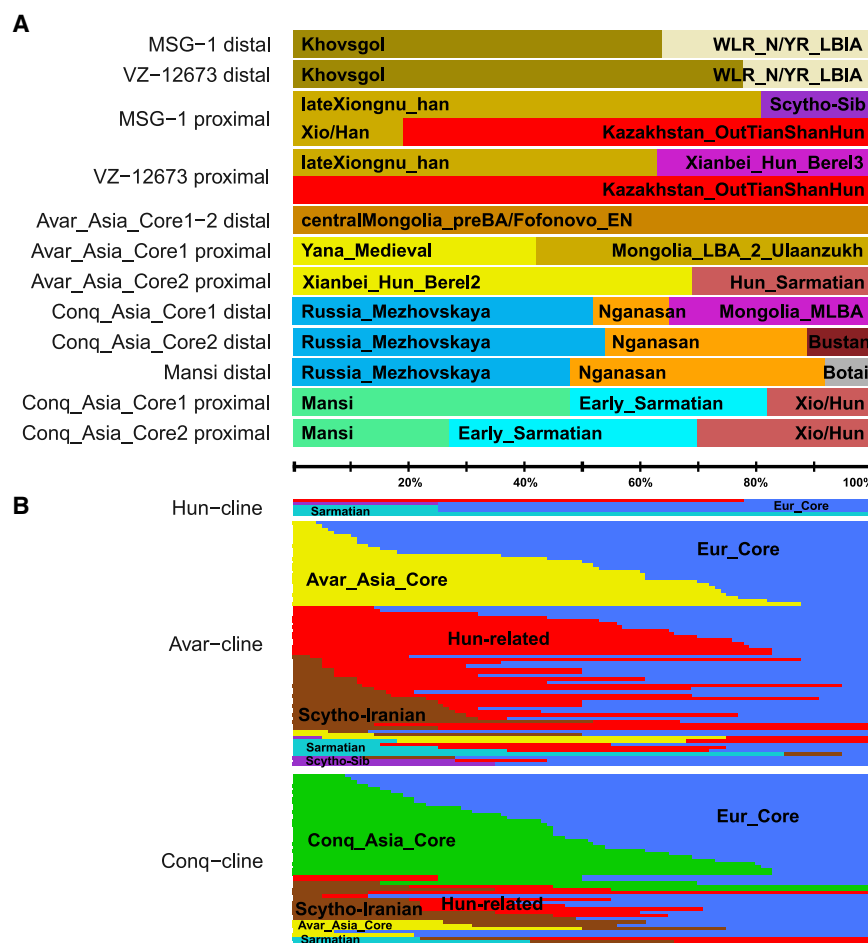 A
MSG−1 distal Khovsgol WLR_N/YR_LBIA
VZ−12673 distal Khovsgol WLR_N/YR_LBIA
MSG−1 proximal lateXiongnu_han Scytho-Sib
Xio/Han Kazakhstan_OutTianShanHun
VZ−12673 proximal lateXiongnu_han Xianbei_Hun_Berel3
Kazakhstan_OutTianShanHun
Avar_Asia_Core1−2 distal centralMongolia_preBA/Fofonovo_EN
Avar_Asia_Core1 proximal Yana_Medieval Mongolia_LBA_2_Ulaanzukh
Avar_Asia_Core2 proximal Xianbei_Hun_Berel2 Hun_Sarmatian
Conq_Asia_Core1 distal Russia_Mezhovskaya Nganasan Mongolia_MLBA
Conq_Asia_Core2 distal Russia_Mezhovskaya Nganasan Bustan
Mansi distal Russia_Mezhovskaya Nganasan Botai
Conq_Asia_Core1 proximal Mansi Early_Sarmatian Xio/Hun
Conq_Asia_Core2 proximal Mansi Early_Sarmatian Xio/Hun
20% 40% 60% 80% 100%
B
Hun-cline Sarmatian Eur_Core
Eur_Core
Avar_Asia_Core
Avar-cline Hun-related
Scytho-Iranian
Sarmatian
Scytho-Sib
Eur_Core
Conq_Asia_Core
Conq-cline
Scytho-Iranian Hun-related
Avar_Asia_Core
Sarmatian